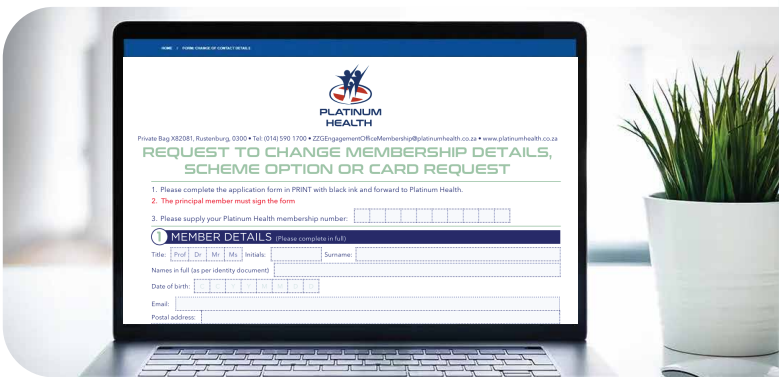 HOME / FORM: CHANGE OF CONTACT DETAILS
PLATINUM
HEALTH
Private Bag X82081, Rustenburg, 0300 • Tel: (014) 590 1700 • ZZGEngagementOfficeMembership@platinumhealth.co.za • www.platinumhealth.co.za
REQUEST TO CHANGE MEMBERSHIP DETAILS,
SCHEME OPTION OR CARD REQUEST
1. Please complete the application form in PRINT with black ink and forward to Platinum Health.
2. The principal member must sign the form
3. Please supply your Platinum Health membership number:
1 MEMBER DETAILS (Please complete in full)
Title: Prof Dr Mr Ms Initials: Surname:
Names in full (as per identity document)
Date of birth: C C Y Y M M D D
Email:
Postal address: